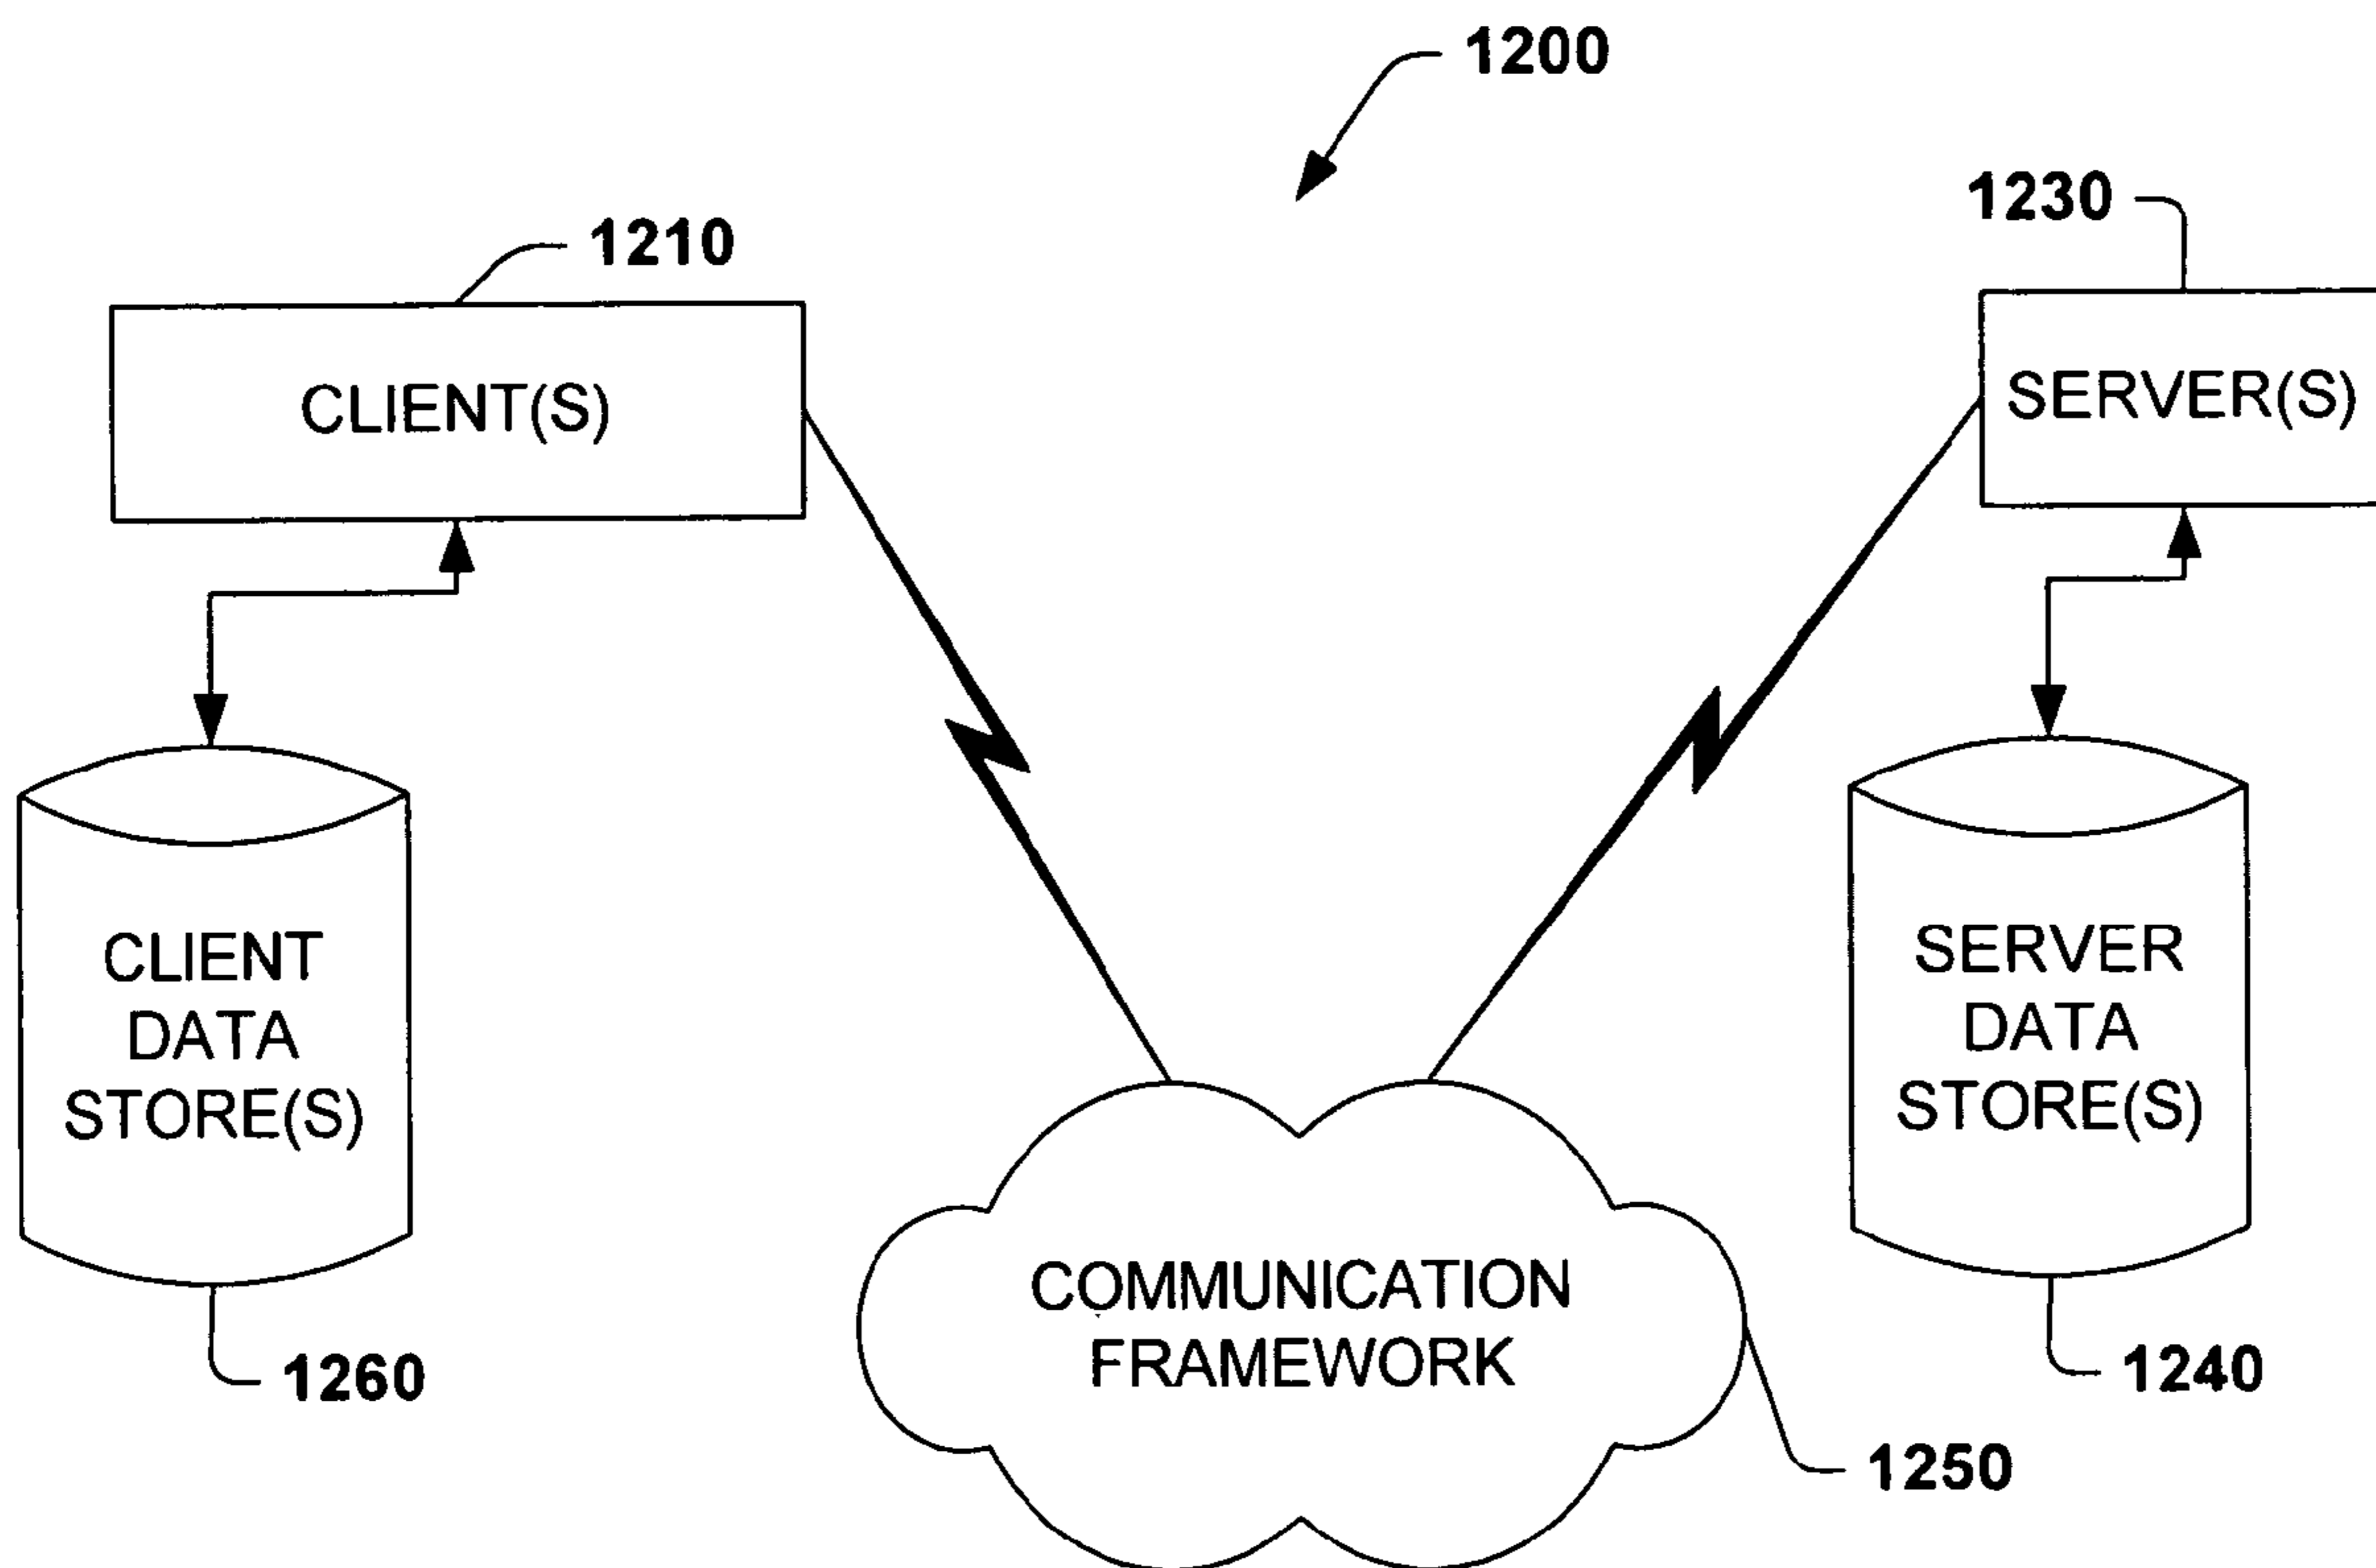 1200
1230
1210
CLIENT(S)
SERVER(S)
CLIENT
DATA
STORE(S)
SERVER
DATA
STORE(S)
COMMUNICATION
FRAMEWORK
1260
1240
1250